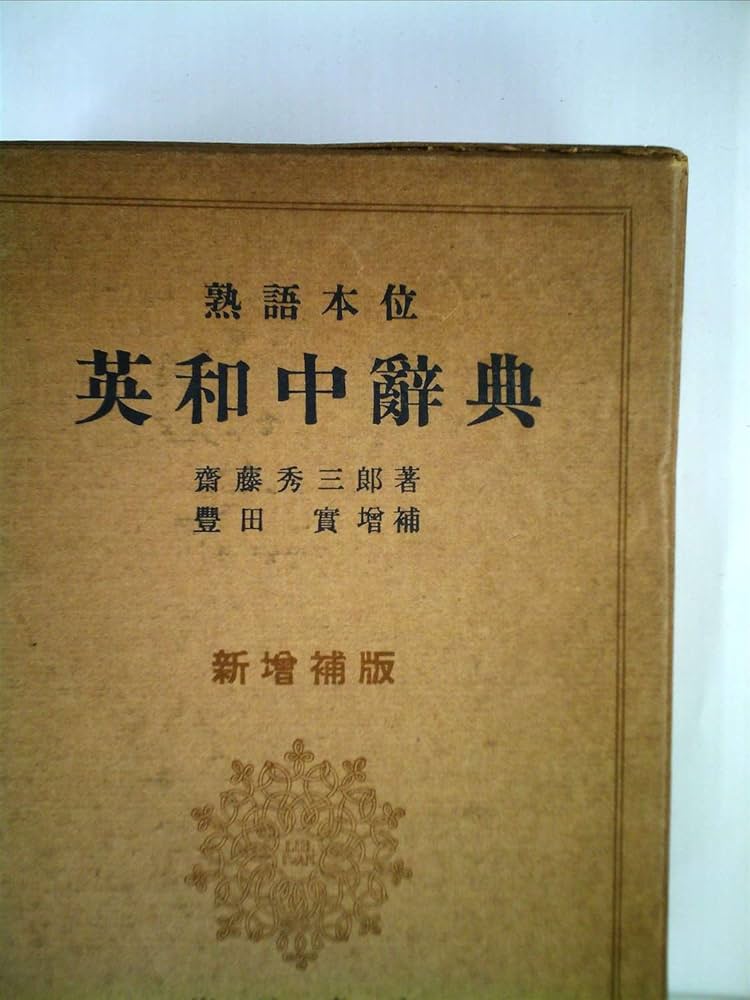 熟語本位
英和中辭典
齋藤秀三郎著
豐田 實增補
新增補版